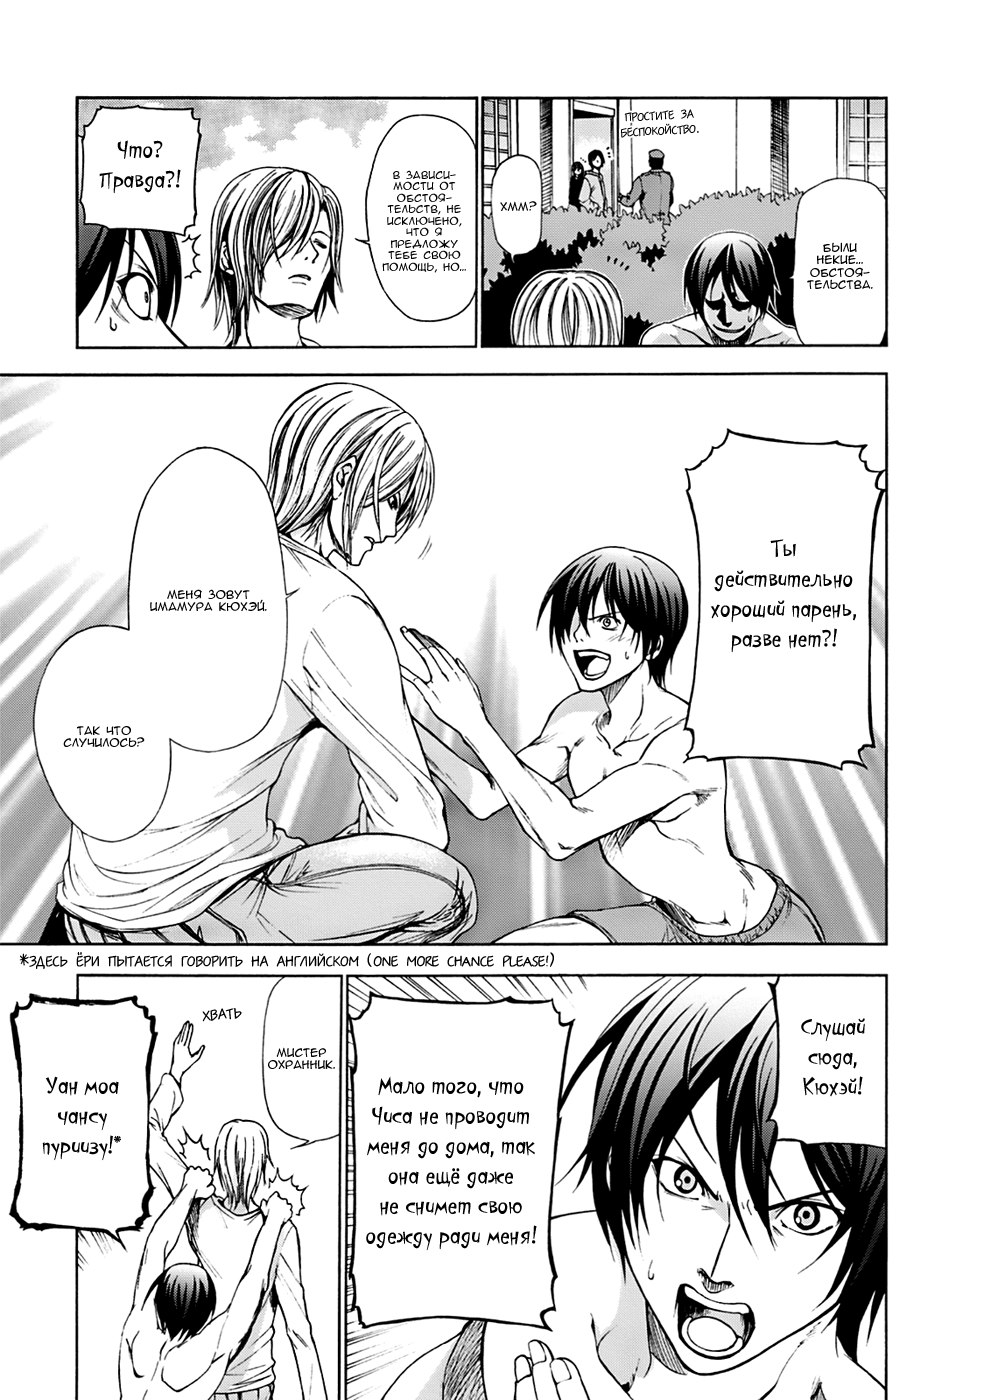 ПРОСТИТЕ ЗА
БЕСПОКОЙСТВО.
ХММ?
БЫЛИ
НЕКИЕ...
ОБСТОЯ-
ТЕЛЬСТВА.
В ЗАВИСИ-
МОСТИ ОТ
ОБСТОЯ-
ТЕЛЬСТВ, НЕ
ИСКЛЮЧЕНО,
ЧТО Я
ПРЕДЛОЖУ
ТЕБЕ СВОЮ
ПОМОЩЬ, НО...
Что?
Правда?!
Ты
действительно
хороший парень,
разве нет?!
МЕНЯ ЗОВУТ
ИМАМУРА КЮХЭЙ.
ТАК ЧТО
СЛУЧИЛОСЬ?
*ЗДЕСЬ ЁРИ ПЫТАЕТСЯ ГОВОРИТЬ НА АНГЛИЙСКОМ (ONE MORE CHANCE PLEASE!)
Слушай
сюда,
Кюхэй!
Мало того, что
Чиса не проводит
меня до дома, так
она ещё даже
не снимет свою
одежду ради меня!
МИСТЕР
ОХРАННИК.
ХВАТЬ
Уан моа
чансу
пуриизу!*